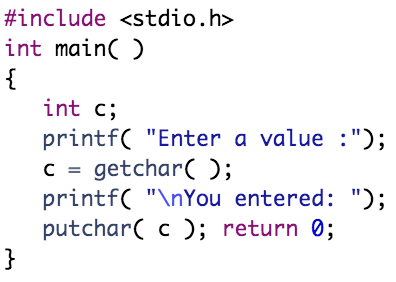 #include <stdio.h>
int main( )
{
   int c;
   printf( "Enter a value :");
   c = getchar( );
   printf( "\nYou entered: ");
   putchar( c ); return 0;
}